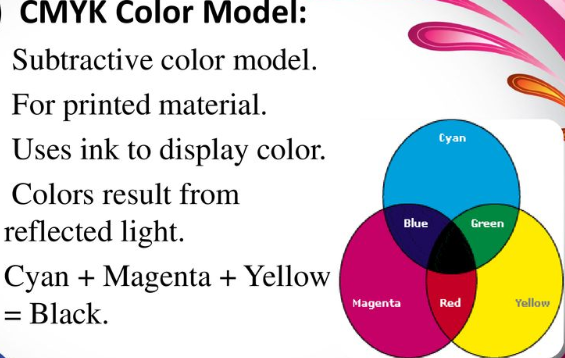 CMYK Color Model:
Subtractive color model.
For printed material.
Uses ink to display color.
Colors result from
reflected light.
Cyan + Magenta + Yellow
= Black.
Cyan
Blue
Green
Magenta
Red
Yellow